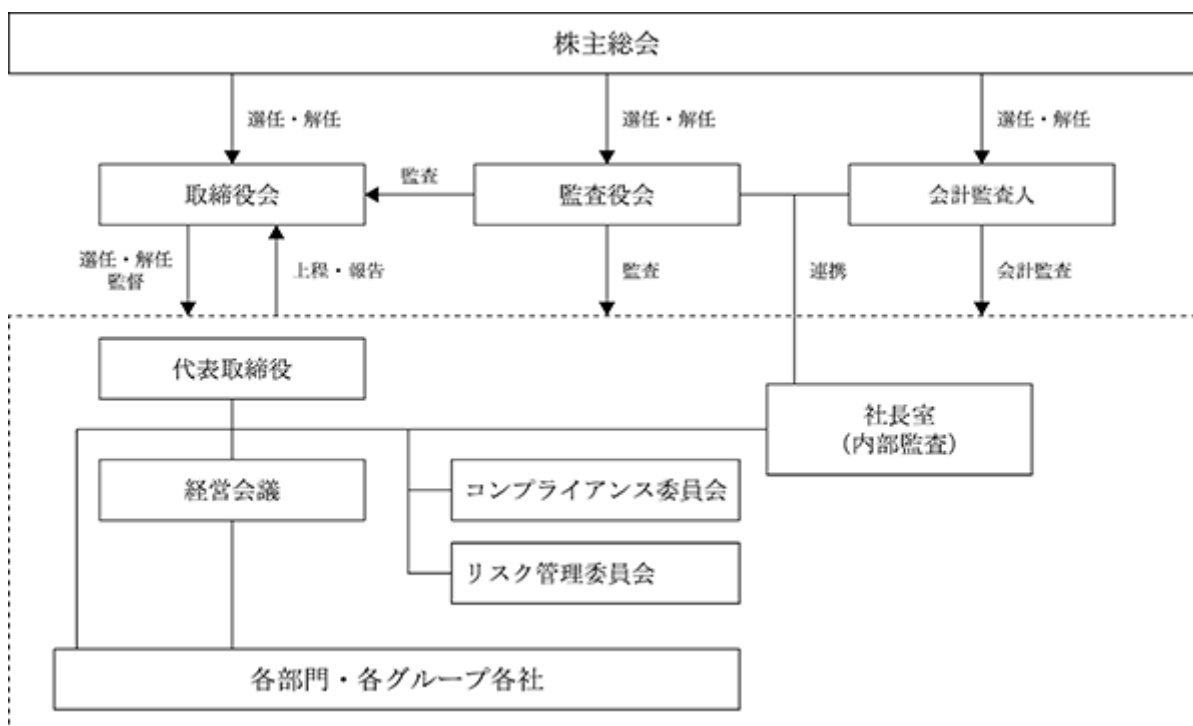 株主総会
選任・解任
選任・解任
選任・解任
取締役会
監査
監査役会
会計監査人
選任・解任
監督
上程・報告
監査
連携
会計監査
代表取締役
社長室
(内部監査)
経営会議
コンプライアンス委員会
リスク管理委員会
各部門・各グループ各社